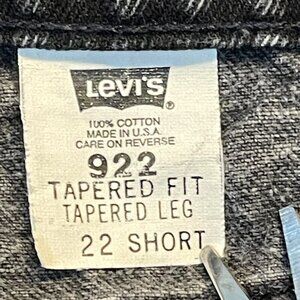 Levi's
®
100% COTTON
MADE IN U.S.A.
CARE ON REVERSE
922
TAPERED FIT
TAPERED LEG
22 SHORT